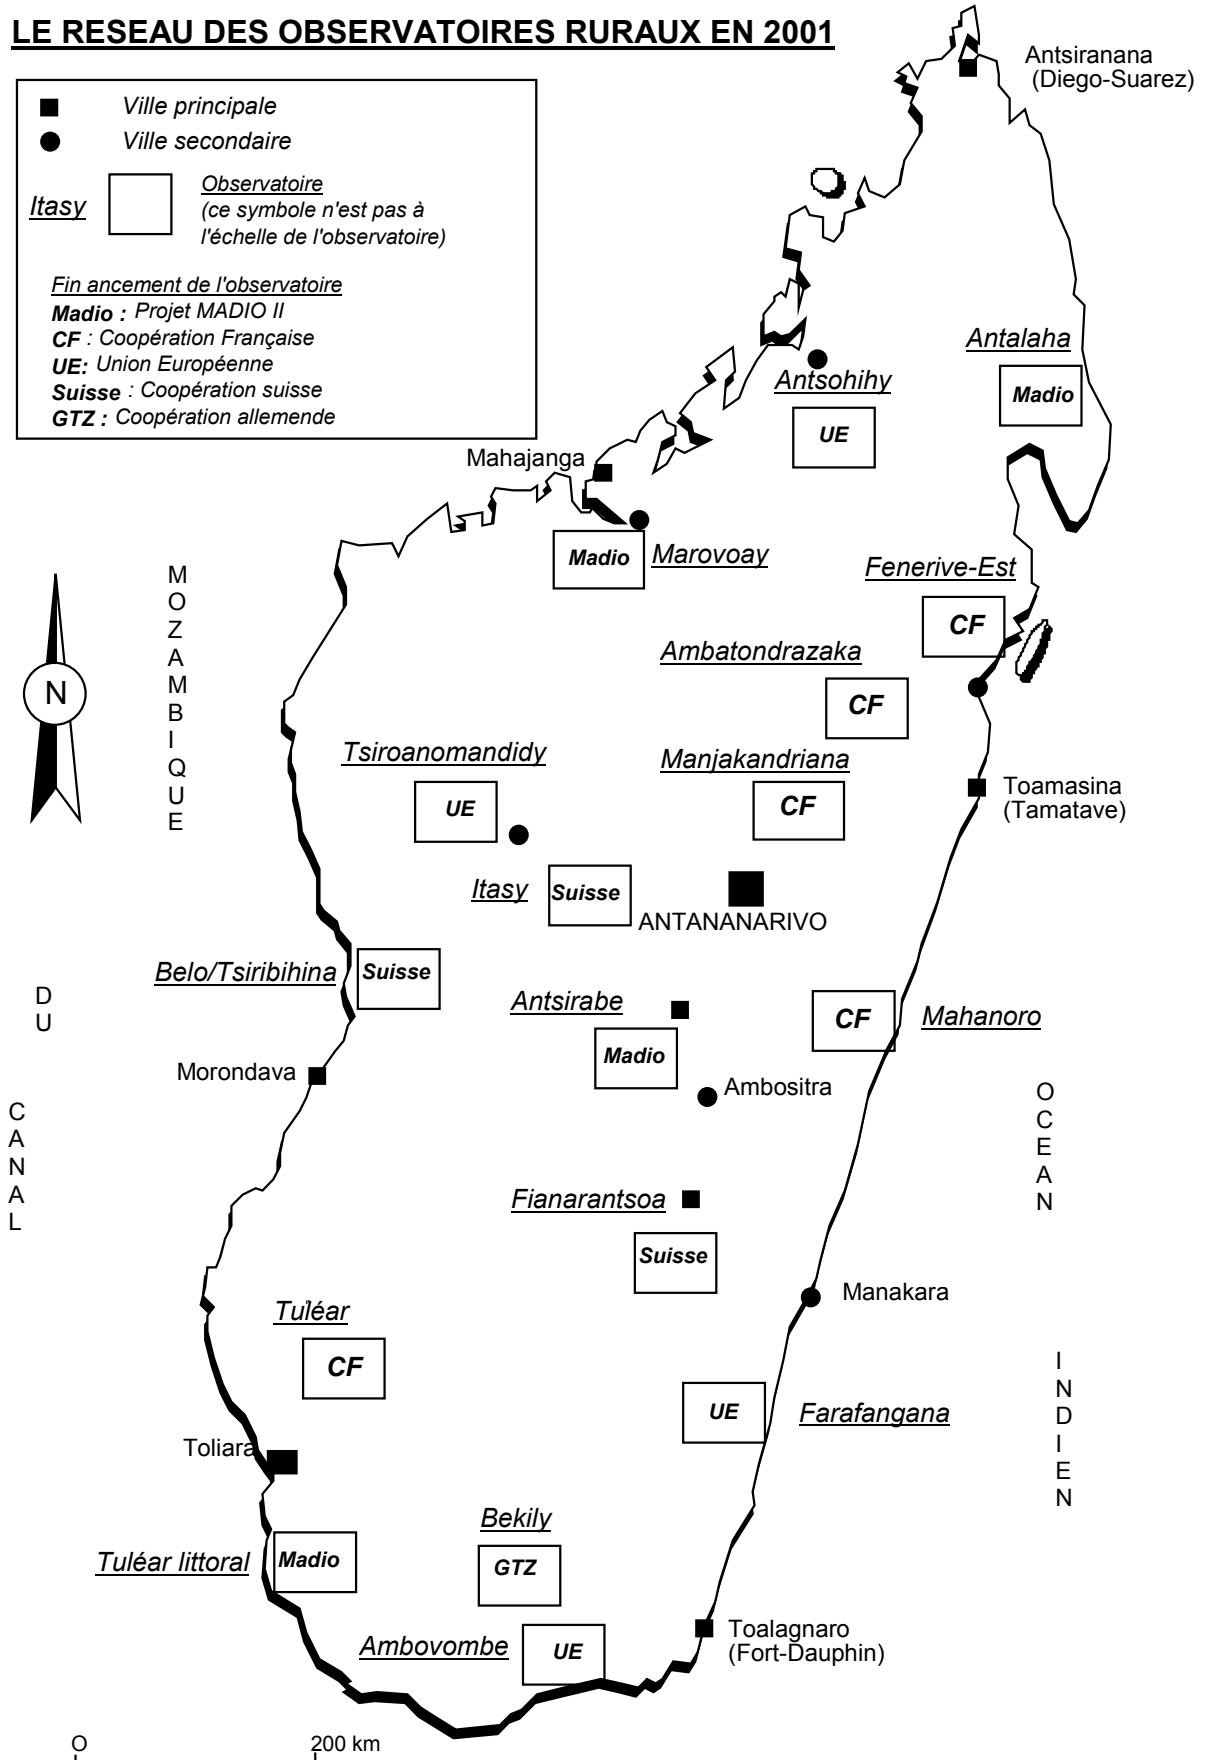 LE RESEAU DES OBSERVATOIRES RURAUX EN 2001
Antsiranana
(Diego-Suarez)
Ville principale
Ville secondaire
Itasy
Observatoire
(ce symbole n'est pas à
l'échelle de l'observatoire)
Fin ancement de l'observatoire
Madio : Projet MADIO II
CF : Coopération Française
UE: Union Européenne
Suisse : Coopération suisse
GTZ : Coopération allemende
Antalaha
Madio
Antsohihy
UE
Mahajanga
Madio
Marovoay
Fenerive-Est
CF
MOZAMBIQUE
N
Ambatondrazaka
CF
Tsiroanomandidy
UE
Manjakandriana
CF
Toamasina
(Tamatave)
Itasy
Suisse
ANTANANARIVO
Belo/Tsiribihina
Suisse
DU
Antsirabe
Madio
CF
Mahanoro
Morondava
Ambositra
CANAL
OCEAN
Fianarantsoa
Suisse
Manakara
Tuléar
CF
UE
Farafangana
INDIEN
Toliara
Bekily
GTZ
Tuléar littoral
Madio
Ambovombe
UE
Toalagnaro
(Fort-Dauphin)
O
200 km